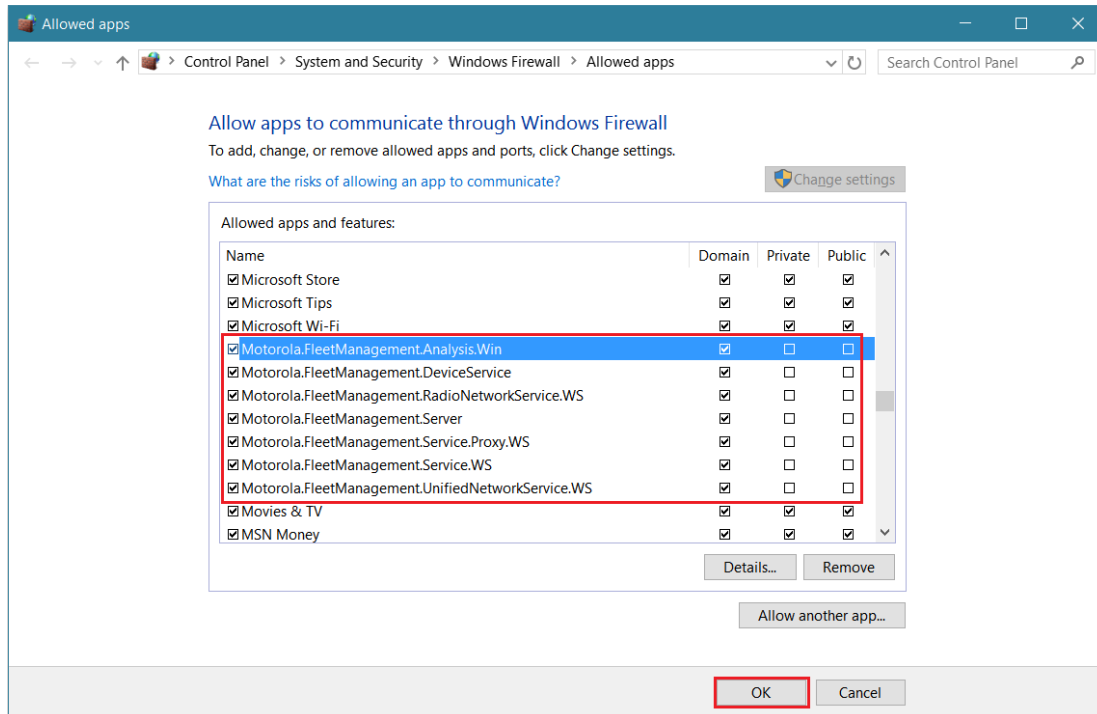 Allowed apps
Control Panel > System and Security > Windows Firewall > Allowed apps
Search Control Panel
Allow apps to communicate through Windows Firewall
To add, change, or remove allowed apps and ports, click Change settings.
What are the risks of allowing an app to communicate?
Change settings
Allowed apps and features:
Name Domain Private Public
Microsoft Store
Microsoft Tips
Microsoft Wi-Fi
Motorola.FleetManagement.Analysis.Win
Motorola.FleetManagement.DeviceService
Motorola.FleetManagement.RadioNetworkService.WS
Motorola.FleetManagement.Server
Motorola.FleetManagement.Service.Proxy.WS
Motorola.FleetManagement.Service.WS
Motorola.FleetManagement.UnifiedNetworkService.WS
Movies & TV
MSN Money
Details... Remove
Allow another app...
OK Cancel